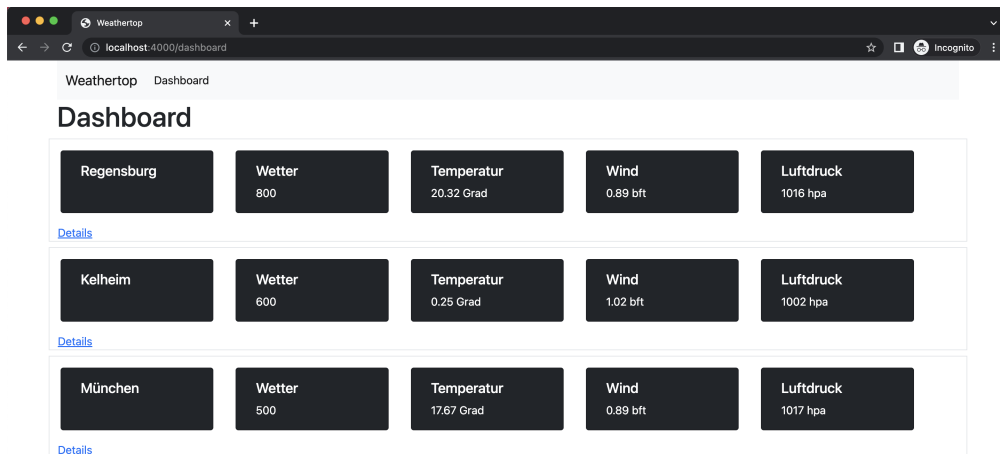 Weathertop
localhost:4000/dashboard
Incognito
Weathertop Dashboard
Dashboard
Regensburg Wetter Temperatur Wind Luftdruck
800 20.32 Grad 0.89 bft 1016 hpa
Details
Kelheim Wetter Temperatur Wind Luftdruck
600 0.25 Grad 1.02 bft 1002 hpa
Details
München Wetter Temperatur Wind Luftdruck
500 17.67 Grad 0.89 bft 1017 hpa
Details